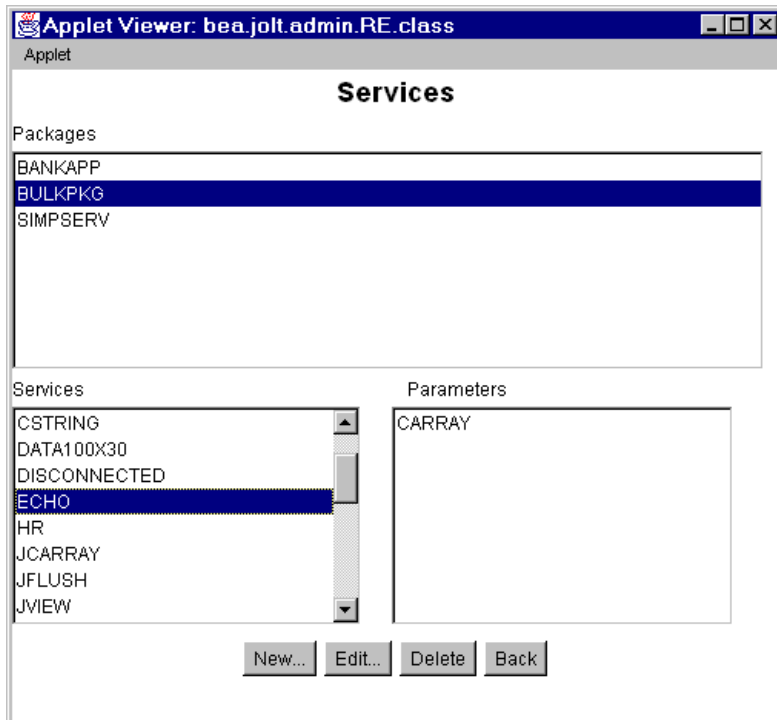 Applet Viewer: bea.jolt.admin.RE.class
Applet
Services
Packages
BANKAPP
BULKPKG
SIMPSERV
Services
Parameters
CSTRING
DATA100X30
DISCONNECTED
ECHO
HR
JCARRAY
JFLUSH
JVIEW
CARRAY
New...
Edit...
Delete
Back